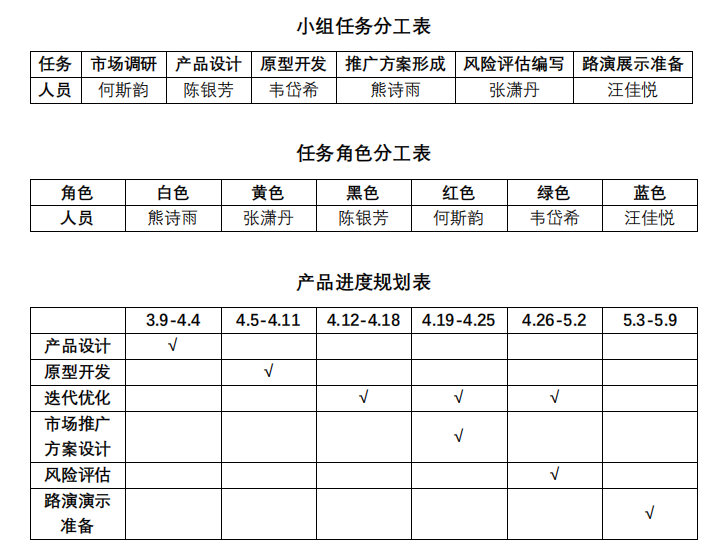 小组任务分工表
任务 市场调研 产品设计 原型开发 推广方案形成 风险评估编写 路演展示准备
人员 何斯韵 陈银芳 韦岱希 熊诗雨 张潇丹 汪佳悦
任务角色分工表
角色 白色 黄色 黑色 红色 绿色 蓝色
人员 熊诗雨 张潇丹 陈银芳 何斯韵 韦岱希 汪佳悦
产品进度规划表
3.9-4.4 4.5-4.11 4.12-4.18 4.19-4.25 4.26-5.2 5.3-5.9
产品设计 √
原型开发 √
迭代优化 √ √ √
市场推广
方案设计 √
风险评估 √
路演演示
准备 √